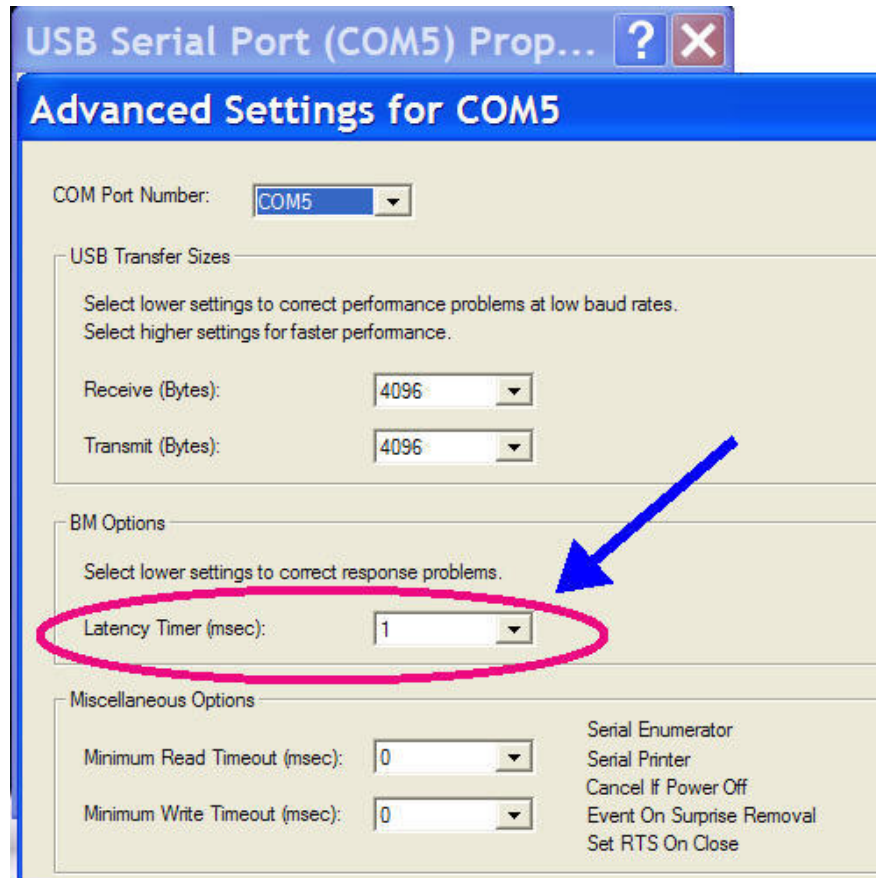 USB Serial Port (COM5) Prop...
Advanced Settings for COM5
COM Port Number: COM5
USB Transfer Sizes
Select lower settings to correct performance problems at low baud rates.
Select higher settings for faster performance.
Receive (Bytes): 4096
Transmit (Bytes): 4096
BM Options
Select lower settings to correct response problems.
Latency Timer (msec): 1
Miscellaneous Options
Minimum Read Timeout (msec): 0
Minimum Write Timeout (msec): 0
Serial Enumerator
Serial Printer
Cancel If Power Off
Event On Surprise Removal
Set RTS On Close